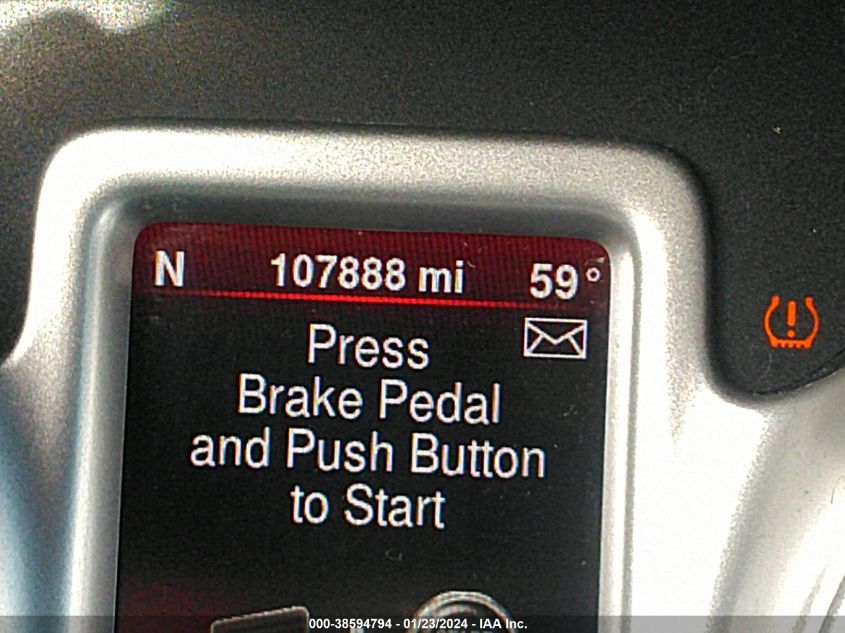 N 107888 mi 59°
Press
Brake Pedal
and Push Button
to Start
000-38594794 - 01/23/2024 - IAA Inc.